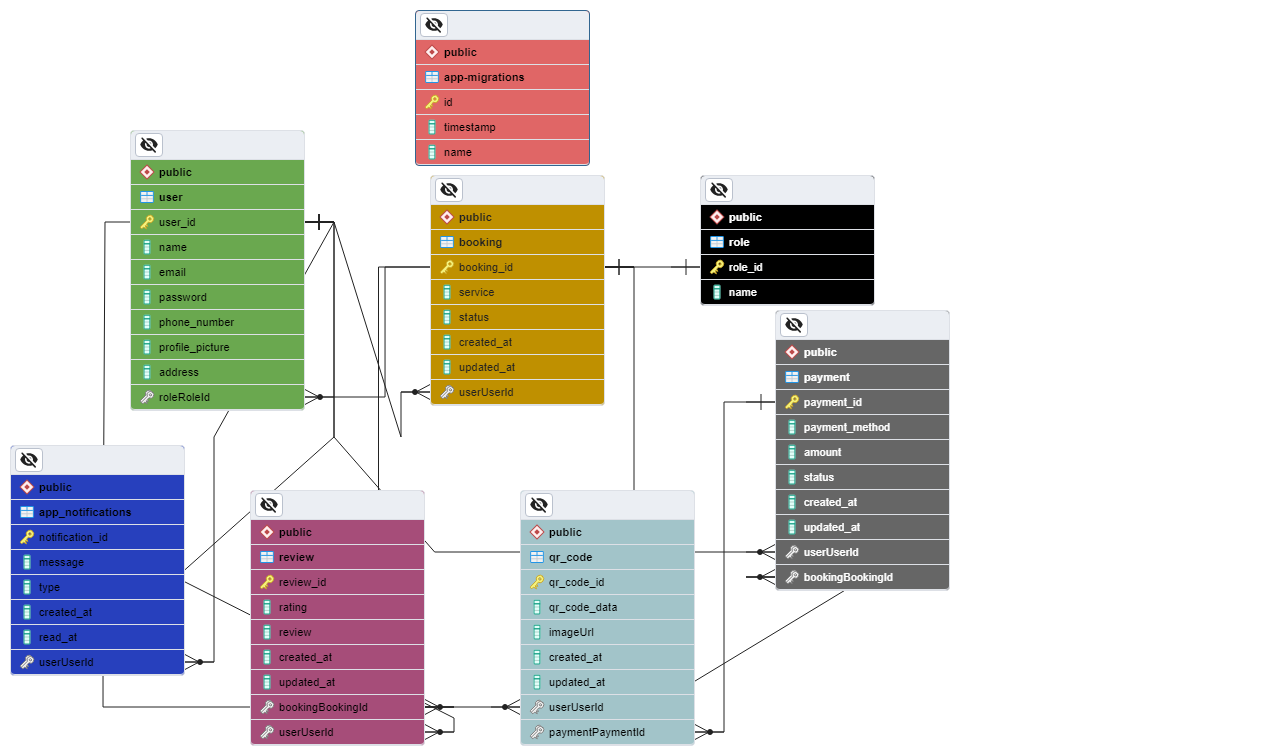 public
app-migrations
id
timestamp
name
public
user
user_id
name
email
password
phone_number
profile_picture
address
roleRoleId
public
booking
booking_id
service
status
created_at
updated_at
userUserId
public
role
role_id
name
public
payment
payment_id
payment_method
amount
status
created_at
updated_at
userUserId
bookingBookingId
public
app_notifications
notification_id
message
type
created_at
read_at
userUserId
public
review
review_id
rating
review
created_at
updated_at
bookingBookingId
userUserId
public
qr_code
qr_code_id
qr_code_data
imageUrl
created_at
updated_at
userUserId
paymentPaymentId